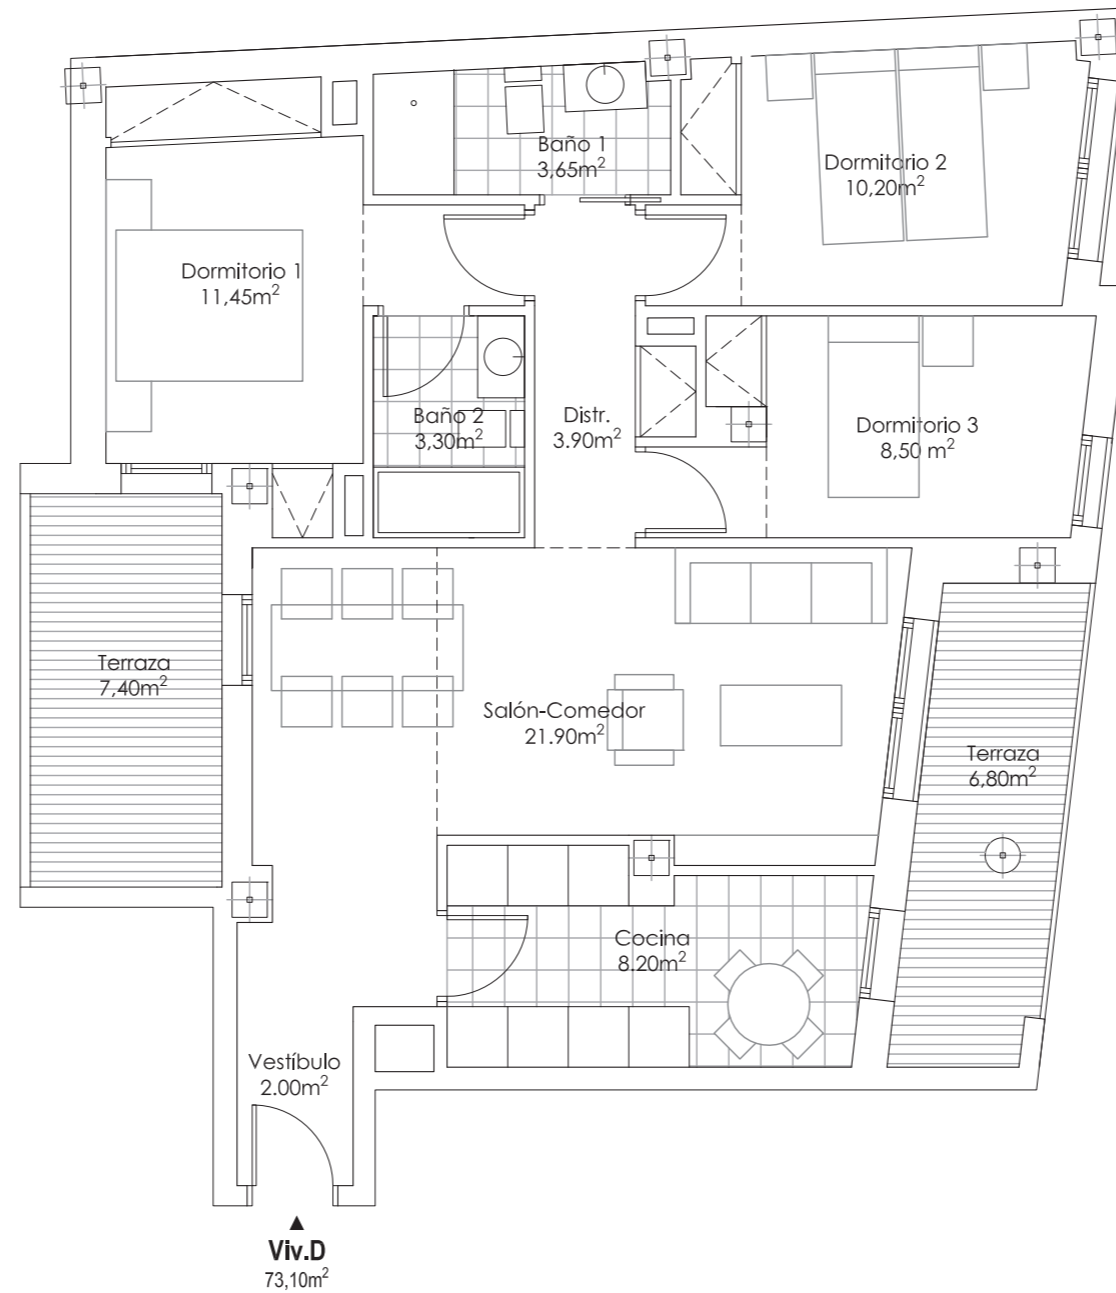 Baño 1
3,65m²
Dormitorio 2
10,20m²
Dormitorio 1
11,45m²
Baño 2
3,30m²
Distr.
3.90m²
Dormitorio 3
8,50 m²
Terraza
7,40m²
Salón-Comedor
21.90m²
Terraza
6,80m²
Cocina
8.20m²
Vestíbulo
2.00m²
Viv.D
73,10m²